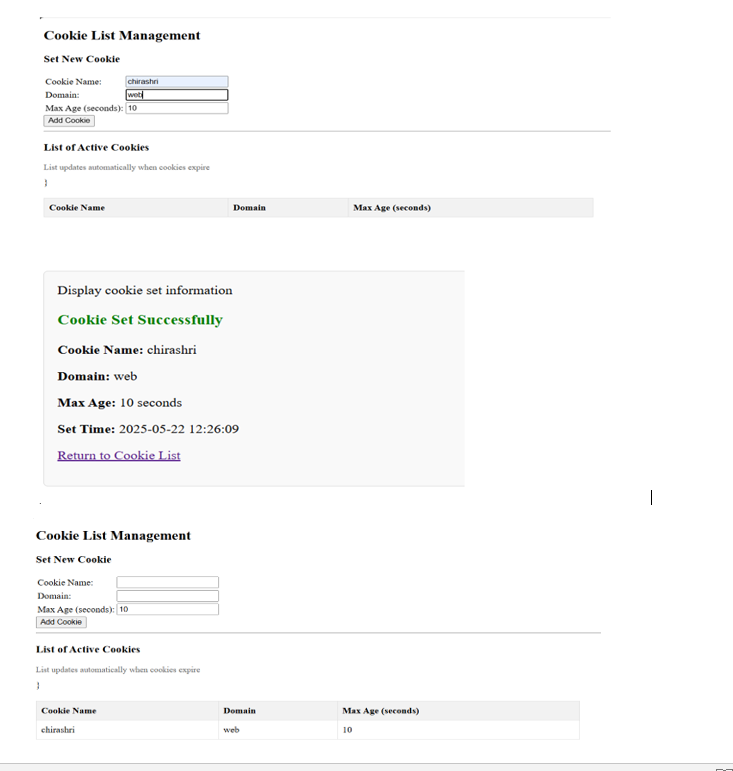 Cookie List Management
Set New Cookie
Cookie Name: chirashri
Domain: web
Max Age (seconds): 10
Add Cookie
List of Active Cookies
List updates automatically when cookies expire
}
Cookie Name Domain Max Age (seconds)
Display cookie set information
Cookie Set Successfully
Cookie Name: chirashri
Domain: web
Max Age: 10 seconds
Set Time: 2025-05-22 12:26:09
Return to Cookie List
.
Cookie List Management
Set New Cookie
Cookie Name:
Domain:
Max Age (seconds): 10
Add Cookie
List of Active Cookies
List updates automatically when cookies expire
}
Cookie Name Domain Max Age (seconds)
chirashri web 10